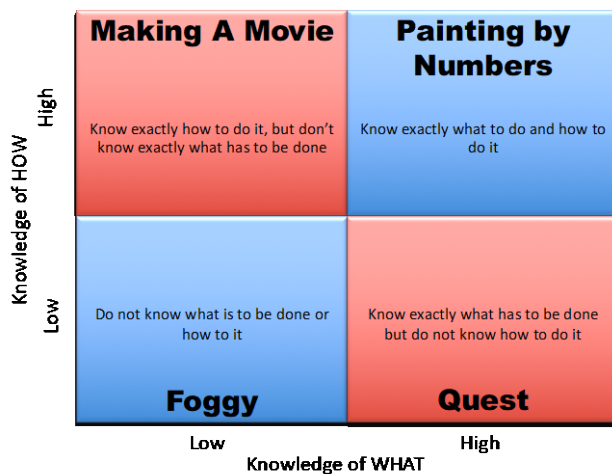 Making A Movie
Painting by
Numbers
Know exactly how to do it, but don't
know exactly what has to be done
Know exactly what to do and how to
do it
High
Knowledge of HOW
Low
Do not know what is to be done or
how to it
Know exactly what has to be done
but do not know how to do it
Foggy
Quest
Low
High
Knowledge of WHAT